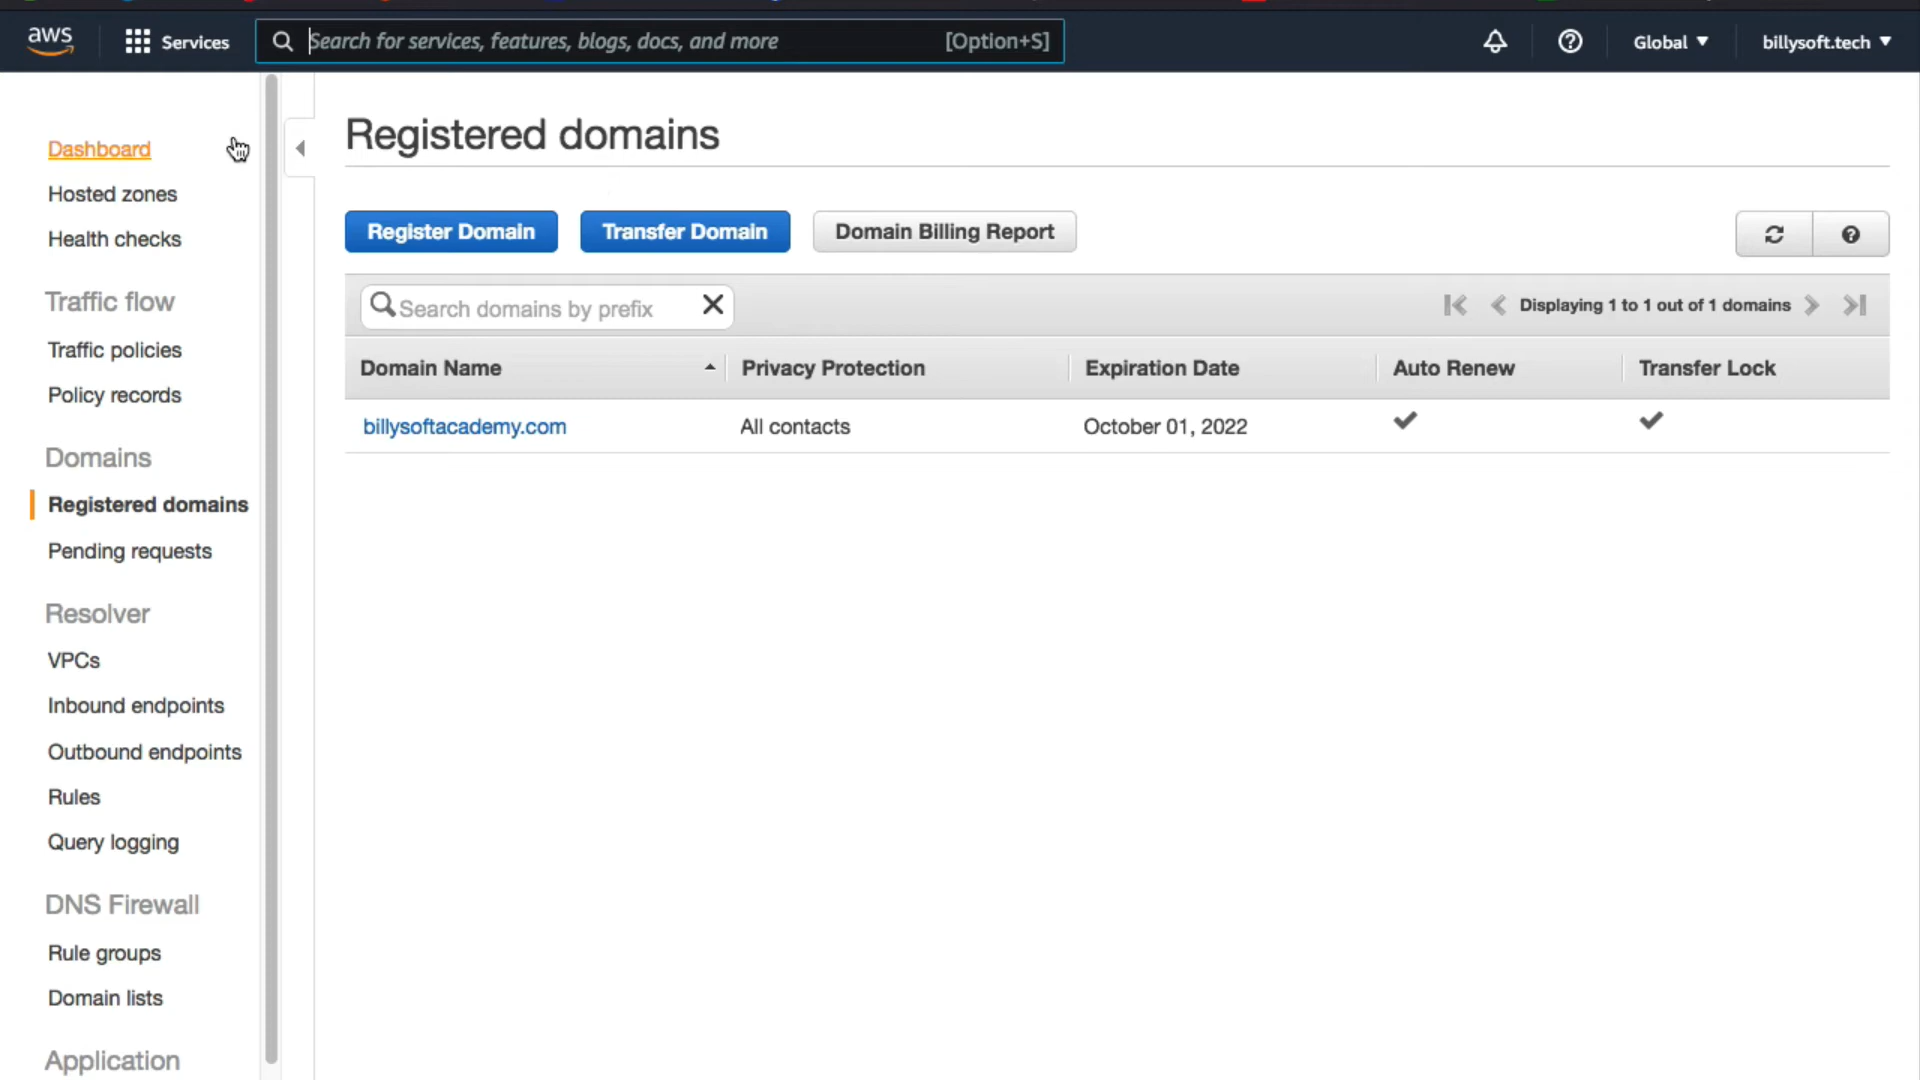 aws
Services
Search for services, features, blogs, docs, and more
[Option+S]
Global
billysoft.tech
Dashboard
Hosted zones
Health checks
Traffic flow
Traffic policies
Policy records
Domains
Registered domains
Pending requests
Resolver
VPCs
Inbound endpoints
Outbound endpoints
Rules
Query logging
DNS Firewall
Rule groups
Domain lists
Application
Registered domains
Register Domain
Transfer Domain
Domain Billing Report
Search domains by prefix
Displaying 1 to 1 out of 1 domains
Domain Name
Privacy Protection
Expiration Date
Auto Renew
Transfer Lock
billysoftacademy.com
All contacts
October 01, 2022